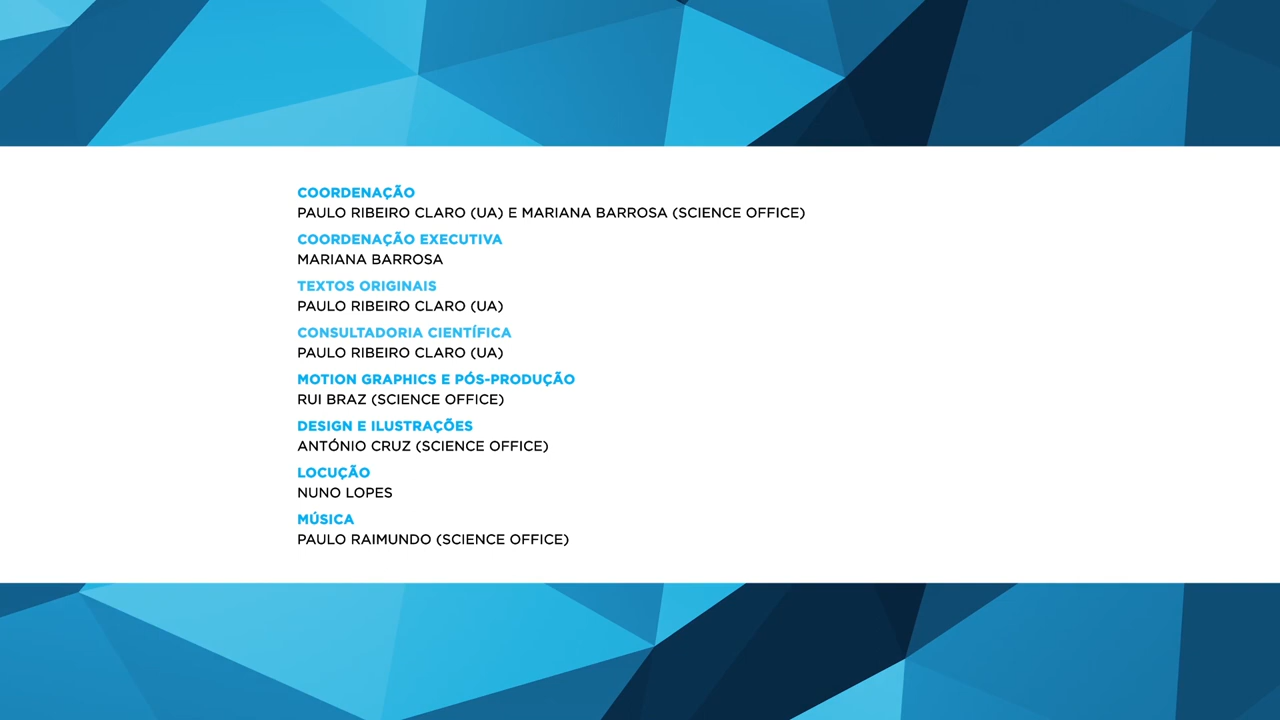 COORDENAÇÃO
PAULO RIBEIRO CLARO (UA) E MARIANA BARROSA (SCIENCE OFFICE)
COORDENAÇÃO EXECUTIVA
MARIANA BARROSA
TEXTOS ORIGINAIS
PAULO RIBEIRO CLARO (UA)
CONSULTADORIA CIENTÍFICA
PAULO RIBEIRO CLARO (UA)
MOTION GRAPHICS E PÓS-PRODUÇÃO
RUI BRAZ (SCIENCE OFFICE)
DESIGN E ILUSTRAÇÕES
ANTÓNIO CRUZ (SCIENCE OFFICE)
LOCUÇÃO
NUNO LOPES
MÚSICA
PAULO RAIMUNDO (SCIENCE OFFICE)